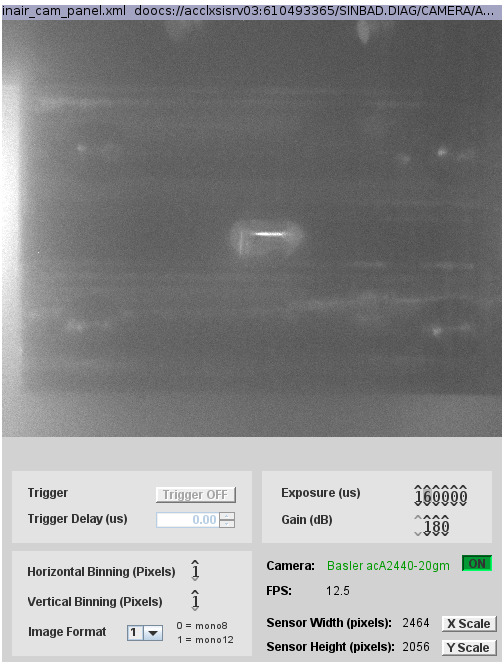 inair_cam_panel.xml doocs://acclxsisrv03:610493365/SINBAD.DIAG/CAMERA/A...
Trigger
Trigger OFF
Trigger Delay (us)
0.00
Exposure (us)
160000
Gain (dB)
180
Horizontal Binning (Pixels)
1
Vertical Binning (Pixels)
1
Image Format
1
0 = mono8
1 = mono12
Camera: Basler acA2440-20gm ON
FPS: 12.5
Sensor Width (pixels): 2464 X Scale
Sensor Height (pixels): 2056 Y Scale